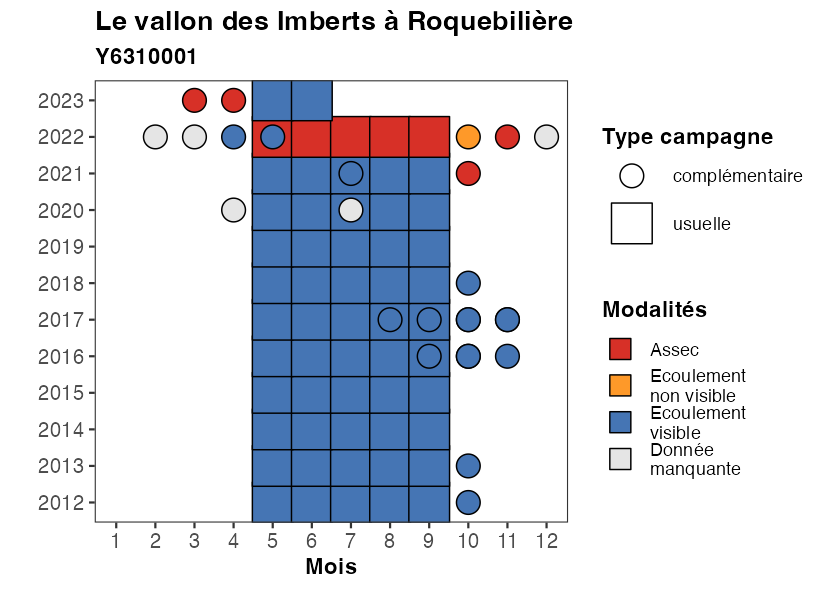 Le vallon des Imberts à Roquebilière
Y6310001
2023
2022
2021
2020
2019
2018
2017
2016
2015
2014
2013
2012
1 2 3 4 5 6 7 8 9 10 11 12
Mois
Type campagne
complémentaire
usuelle
Modalités
Assec
Ecoulement
non visible
Ecoulement
visible
Donnée
manquante